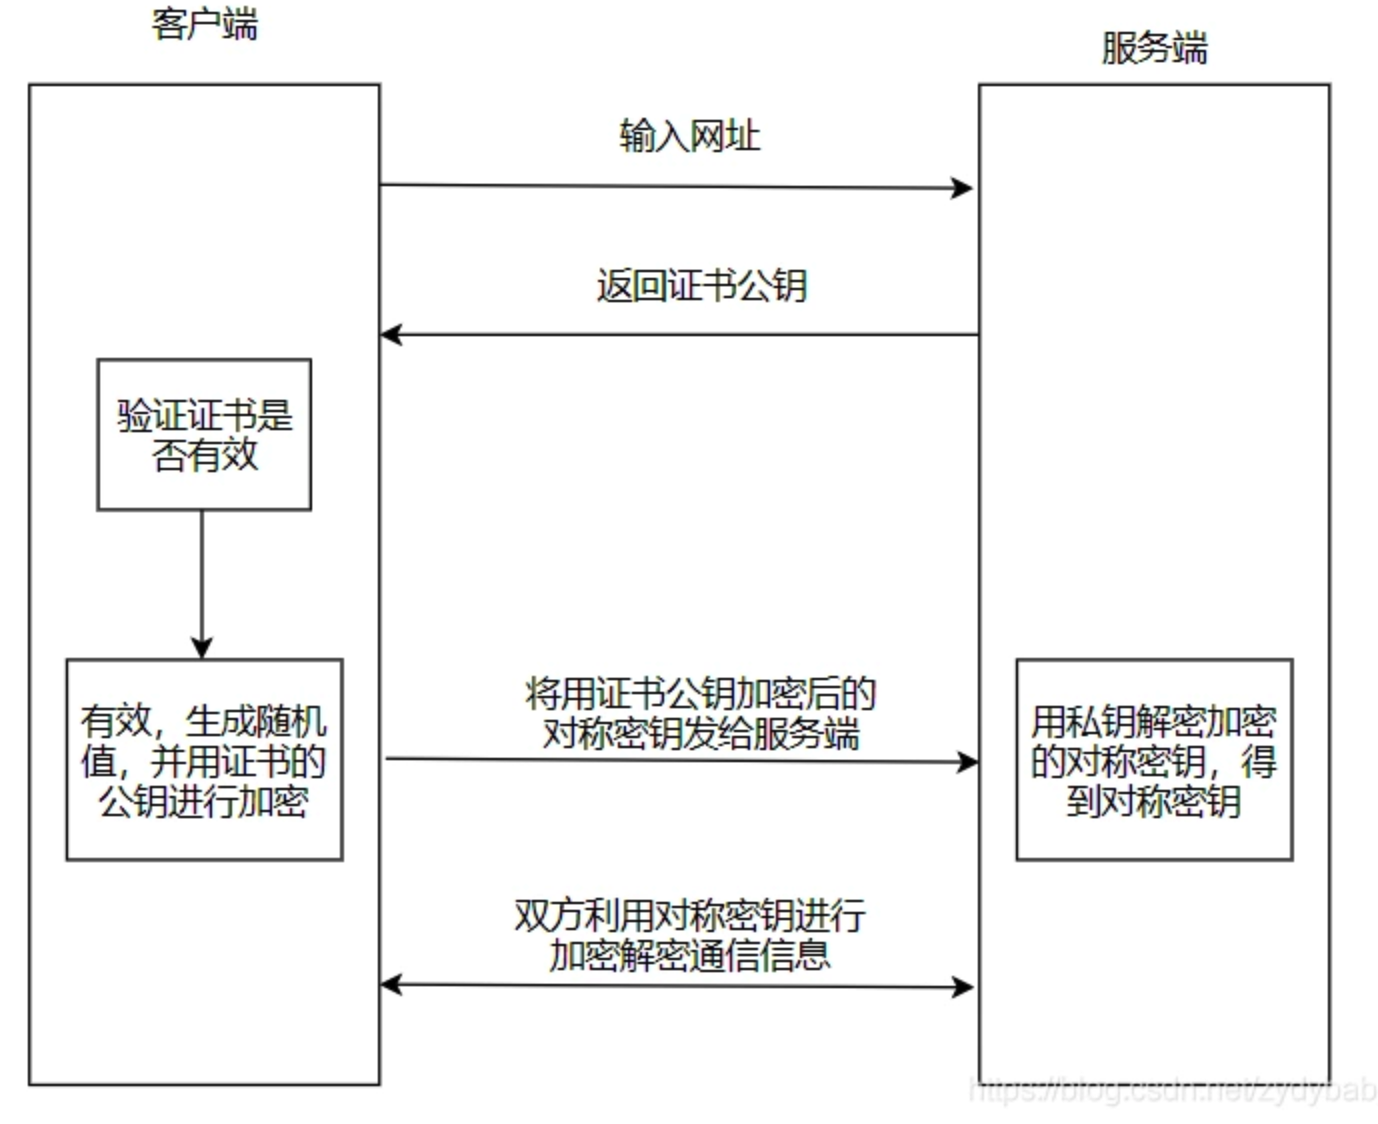 客户端
服务端
输入网址
返回证书公钥
验证证书是
否有效
有效，生成随机
值，并用证书的
公钥进行加密
将用证书公钥加密后的
对称密钥发给服务端
用私钥解密加密
的对称密钥，得
到对称密钥
双方利用对称密钥进行
加密解密通信信息
https://blog.csdn.net/zydybab